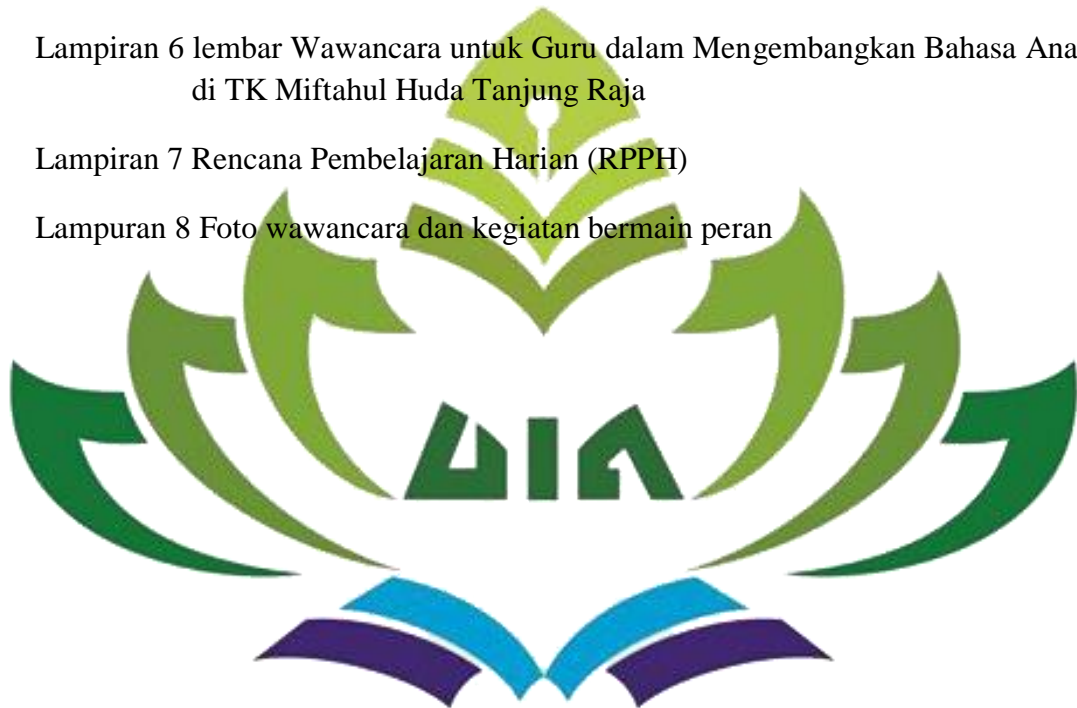 Lampiran 6 lembar Wawancara untuk Guru dalam Mengembangkan Bahasa Ana
di TK Miftahul Huda Tanjung Raja
Lampiran 7 Rencana Pembelajaran Harian (RPPH)
Lampuran 8 Foto wawancara dan kegiatan bermain peran
UIN